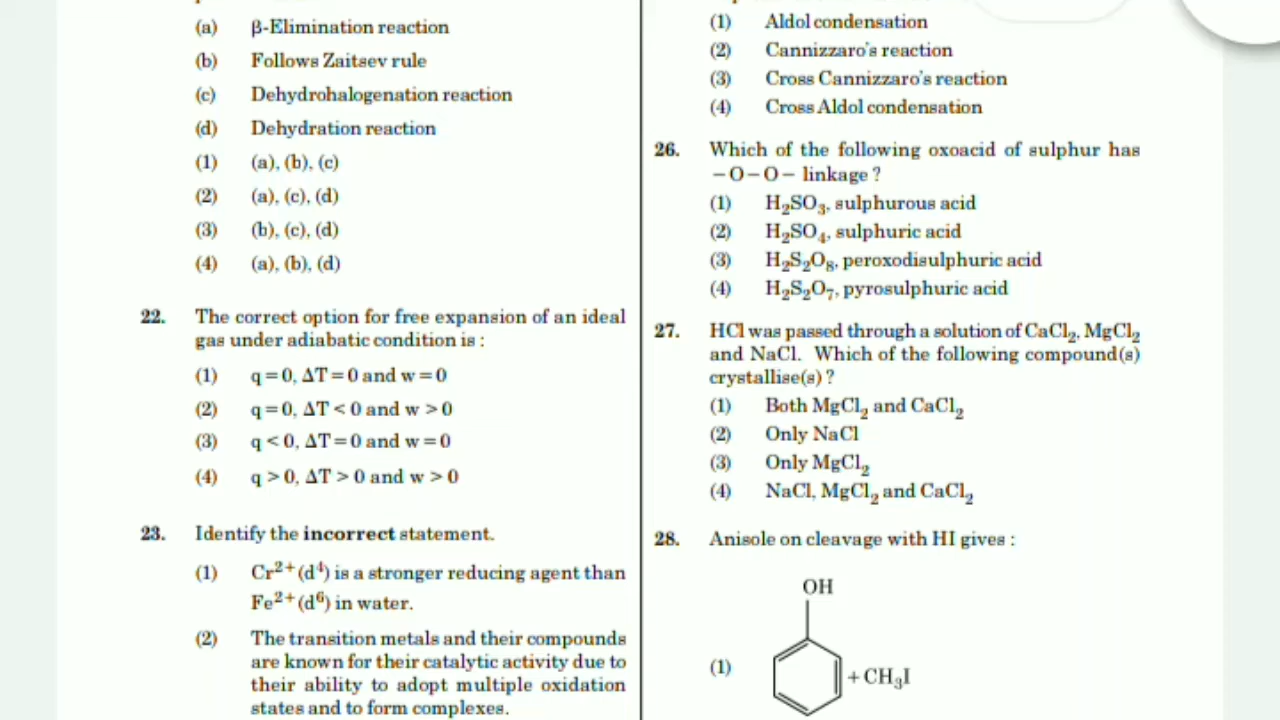 (a) β-Elimination reaction
(b) Follows Zaitsev rule
(c) Dehydrohalogenation reaction
(d) Dehydration reaction
(1) (a), (b), (c)
(2) (a), (c), (d)
(3) (b), (c), (d)
(4) (a), (b), (d)
22. The correct option for free expansion of an ideal
gas under adiabatic condition is :
(1) q = 0, ΔT = 0 and w = 0
(2) q = 0, ΔT < 0 and w > 0
(3) q < 0, ΔT = 0 and w = 0
(4) q > 0, ΔT > 0 and w > 0
23. Identify the incorrect statement.
(1) Cr²⁺(d⁴) is a stronger reducing agent than
Fe²⁺(d⁶) in water.
(2) The transition metals and their compounds
are known for their catalytic activity due to
their ability to adopt multiple oxidation
states and to form complexes.
(1) Aldol condensation
(2) Cannizzaro's reaction
(3) Cross Cannizzaro's reaction
(4) Cross Aldol condensation
26. Which of the following oxoacid of sulphur has
−O−O− linkage ?
(1) H₂SO₃, sulphurous acid
(2) H₂SO₄, sulphuric acid
(3) H₂S₂O₈, peroxodisulphuric acid
(4) H₂S₂O₇, pyrosulphuric acid
27. HCl was passed through a solution of CaCl₂, MgCl₂
and NaCl. Which of the following compound(s)
crystallise(s) ?
(1) Both MgCl₂ and CaCl₂
(2) Only NaCl
(3) Only MgCl₂
(4) NaCl, MgCl₂ and CaCl₂
28. Anisole on cleavage with HI gives :
OH
(1) + CH₃I